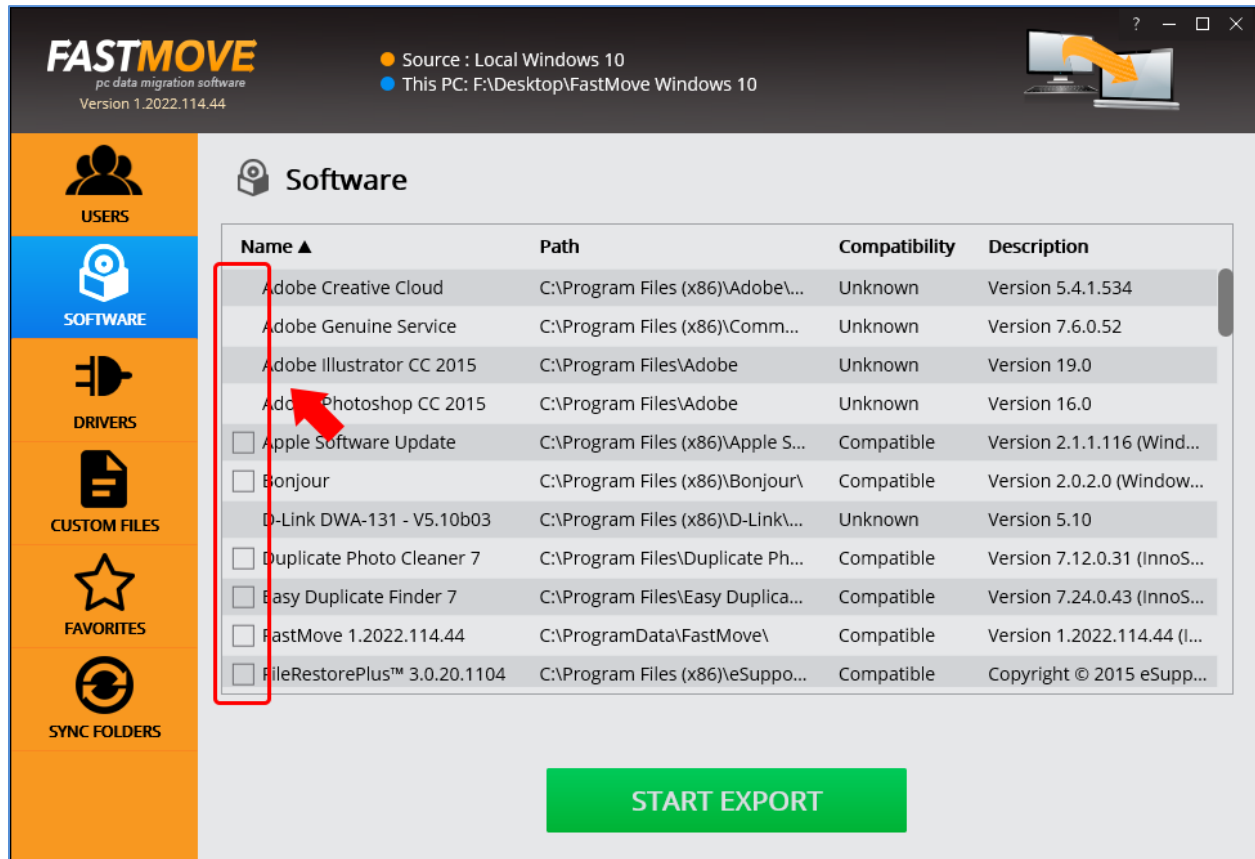 ?
FASTMOVE
pc data migration software
Version 1.2022.114.44
Source : Local Windows 10
This PC: F:\Desktop\FastMove Windows 10
USERS
SOFTWARE
DRIVERS
CUSTOM FILES
FAVORITES
SYNC FOLDERS
Software
Name ▲ Path Compatibility Description
Adobe Creative Cloud C:\Program Files (x86)\Adobe\... Unknown Version 5.4.1.534
Adobe Genuine Service C:\Program Files (x86)\Comm... Unknown Version 7.6.0.52
Adobe Illustrator CC 2015 C:\Program Files\Adobe Unknown Version 19.0
Adobe Photoshop CC 2015 C:\Program Files\Adobe Unknown Version 16.0
Apple Software Update C:\Program Files (x86)\Apple S... Compatible Version 2.1.1.116 (Wind...
Bonjour C:\Program Files (x86)\Bonjour\ Compatible Version 2.0.2.0 (Window...
D-Link DWA-131 - V5.10b03 C:\Program Files (x86)\D-Link\... Unknown Version 5.10
Duplicate Photo Cleaner 7 C:\Program Files\Duplicate Ph... Compatible Version 7.12.0.31 (InnoS...
Easy Duplicate Finder 7 C:\Program Files\Easy Duplica... Compatible Version 7.24.0.43 (InnoS...
FastMove 1.2022.114.44 C:\ProgramData\FastMove\ Compatible Version 1.2022.114.44 (I...
FileRestorePlus™ 3.0.20.1104 C:\Program Files (x86)\eSuppo... Compatible Copyright © 2015 eSupp...
START EXPORT